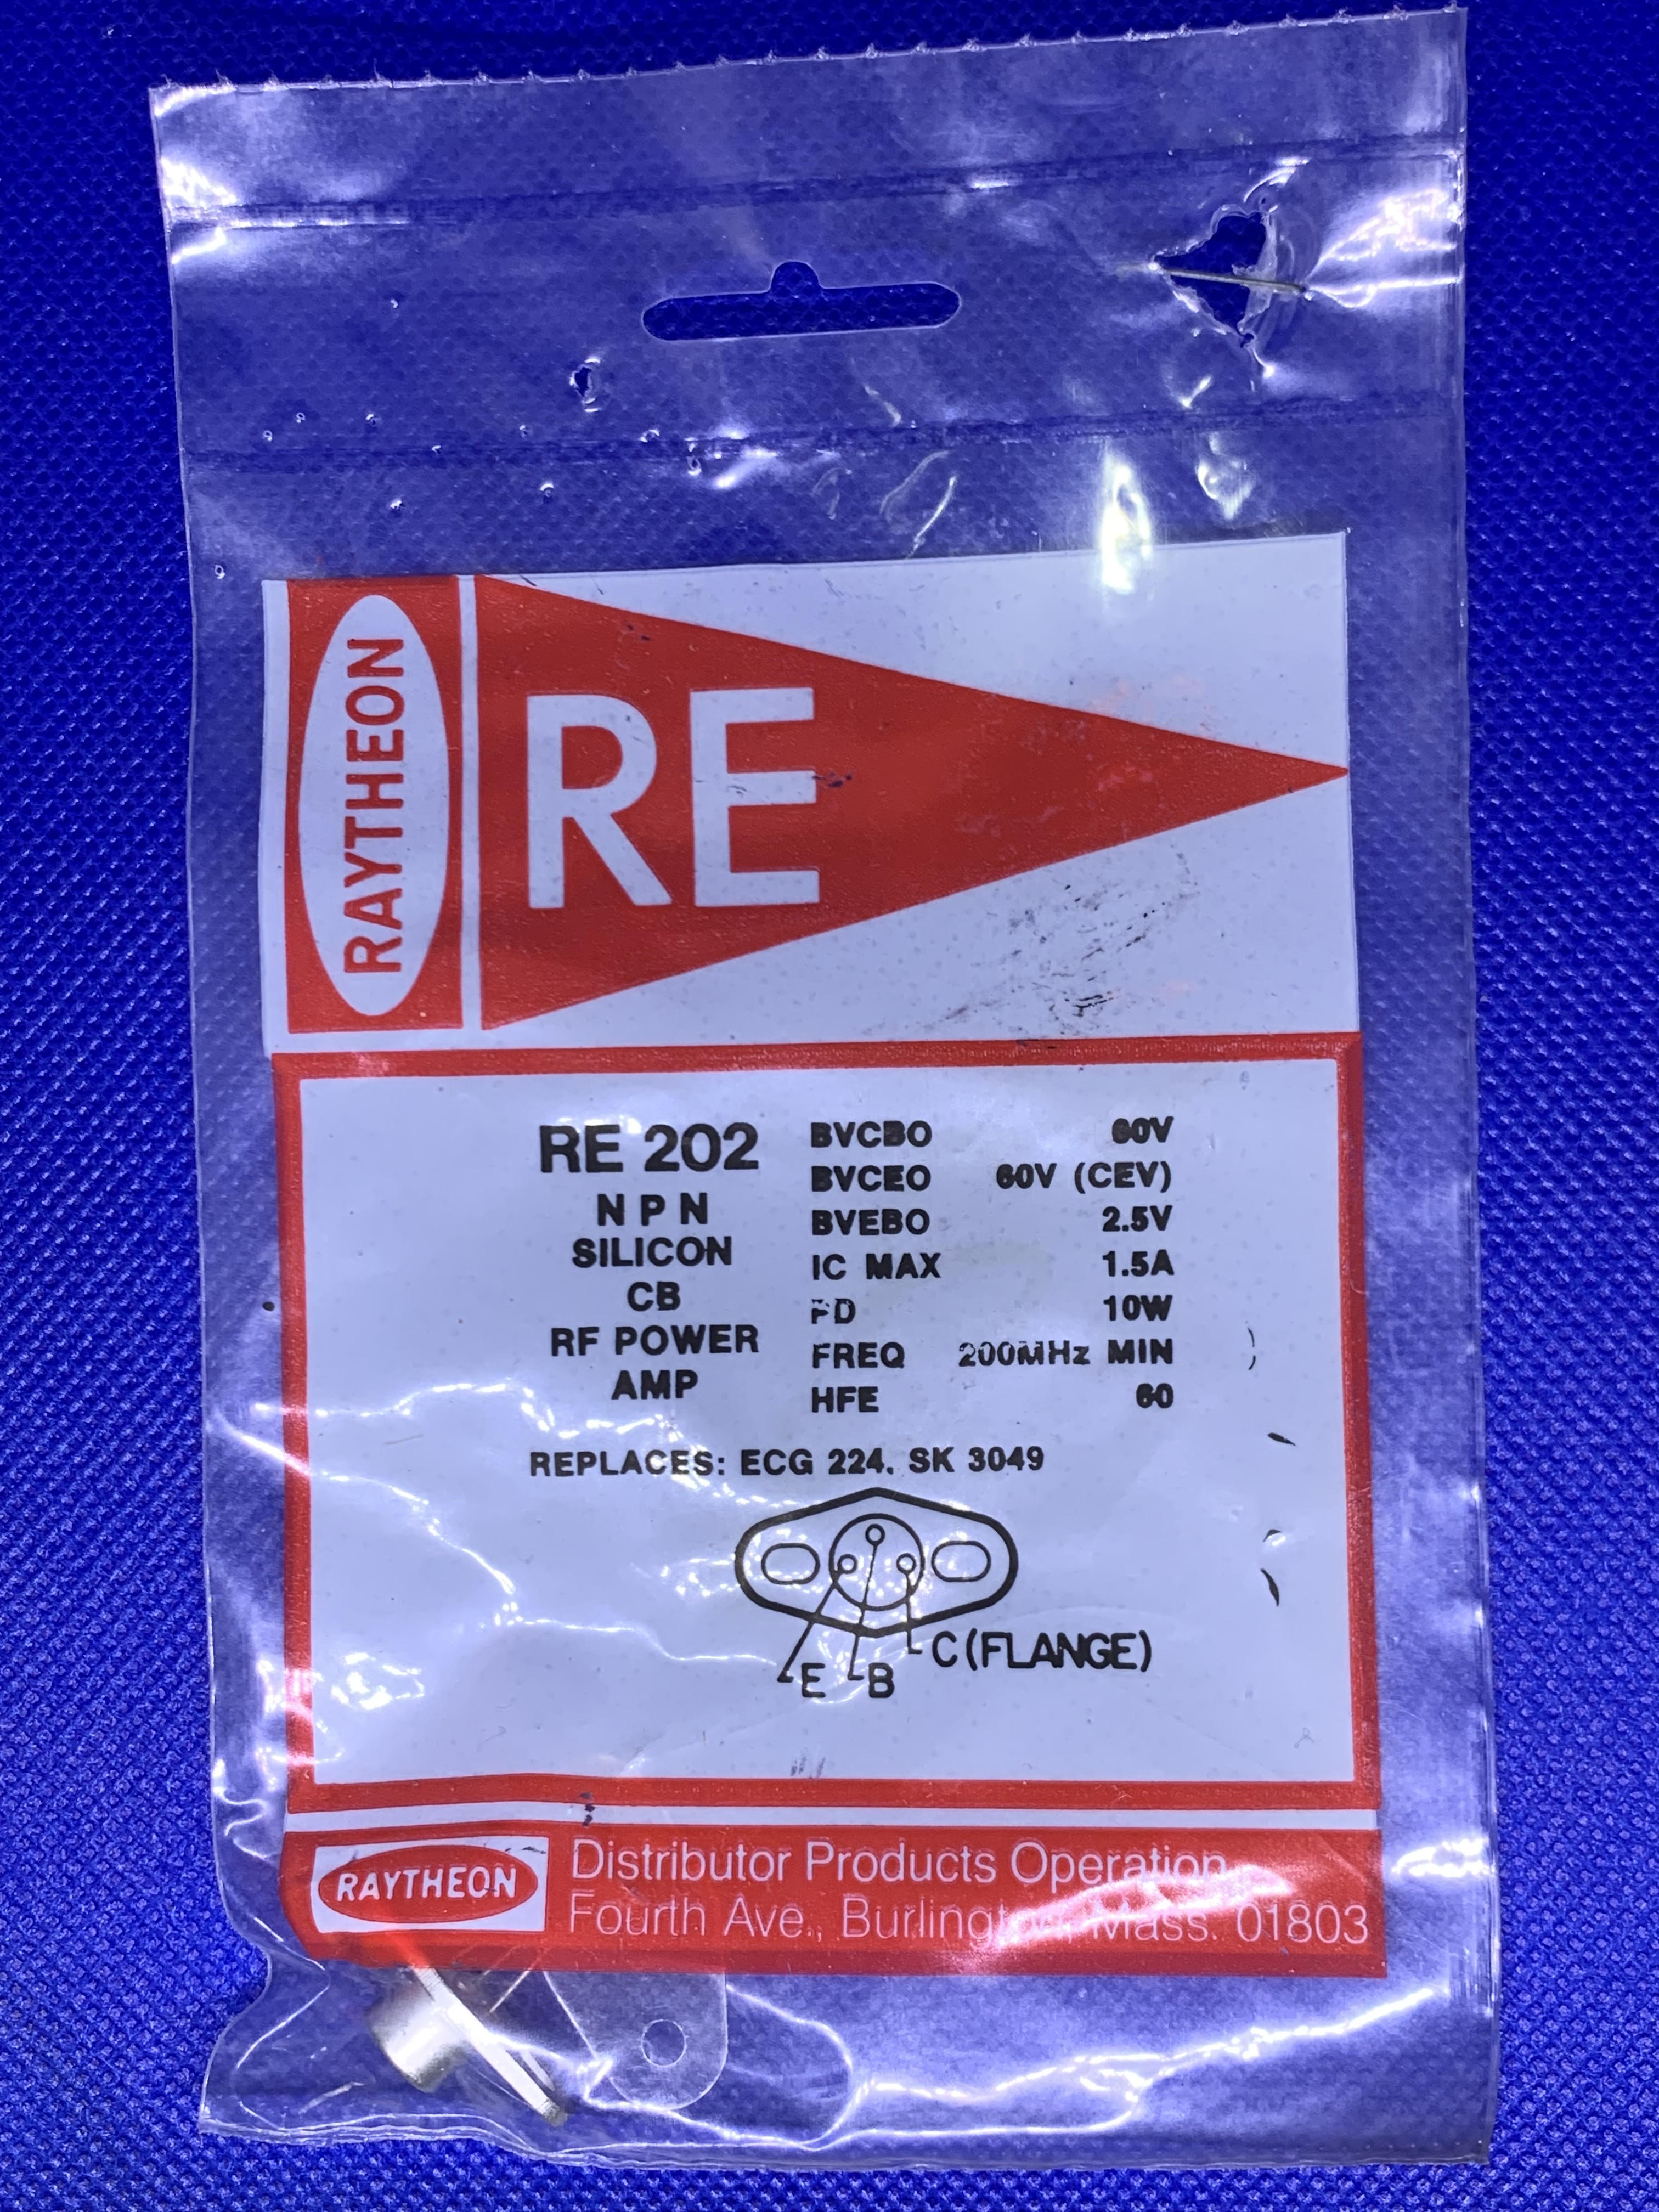 RAYTHEON
RE
RE 202
NPN
SILICON
CB
RF POWER
AMP
BVCBO 60V
BVCEO 60V (CEV)
BVEBO 2.5V
IC MAX 1.5A
PD 10W
FREQ 200MHz MIN
HFE 60
REPLACES: ECG 224, SK 3049
E B C (FLANGE)
RAYTHEON
Distributor Products Operation
Fourth Ave., Burlington, Mass. 01803